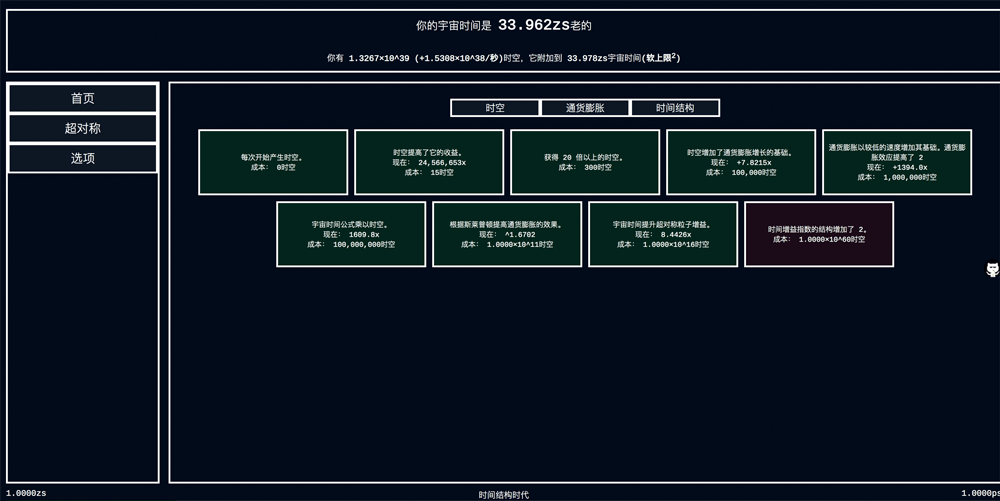 你的宇宙时间是 33.962zs老的
你有 1.3267×10^39 (+1.5308×10^38/秒)时空，它附加到 33.978zs宇宙时间(软上限²)
首页
超对称
选项
时空
通货膨胀
时间结构
每次开始产生时空。
成本: 0时空
时空提高了它的收益。
现在: 24,566,653x
成本: 15时空
获得 20 倍以上的时空。
成本: 300时空
时空增加了通货膨胀增长的基础。
现在: +7.8215x
成本: 100,000时空
通货膨胀以较低的速度增加其基础。通货膨
胀效应提高了 2
现在: +1394.0x
成本: 1,000,000时空
宇宙时间公式乘以时空。
现在: 1609.8x
成本: 100,000,000时空
根据斯莱普顿提高通货膨胀的效果。
现在: ^1.6702
成本: 1.0000×10^11时空
宇宙时间提升超对称粒子增益。
现在: 8.4426x
成本: 1.0000×10^16时空
时间增益指数的结构增加了 2。
成本: 1.0000×10^60时空
1.0000zs
时间结构时代
1.0000ps